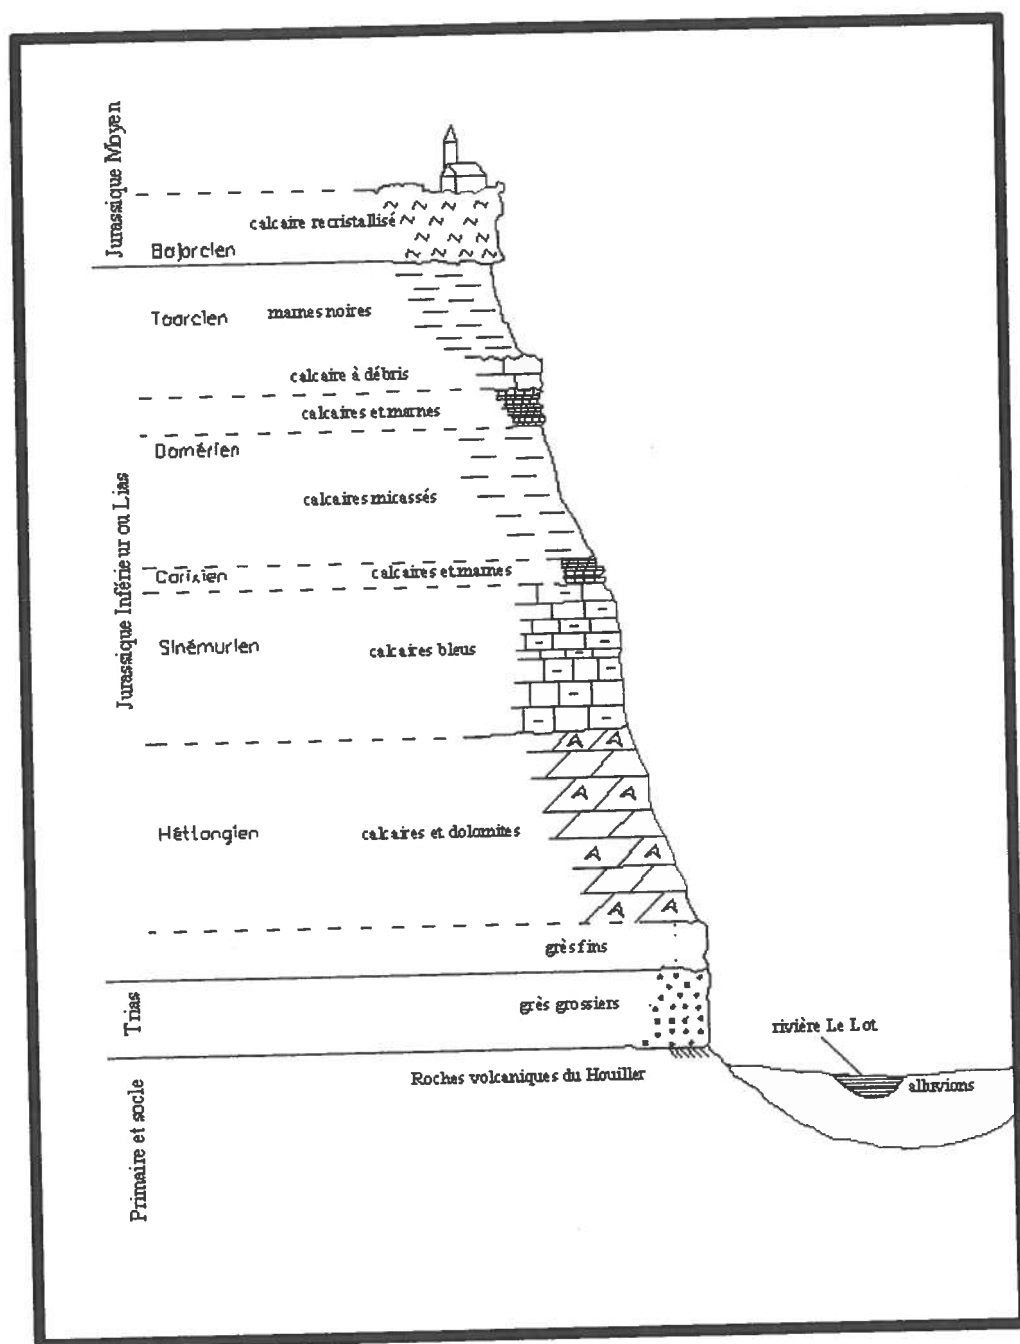 Jurassique Moyen
calcaire recristallisé
Bajorcien
Toarcien
marnes noires
calcaire à débris
calcaires et marnes
Domérien
calcaires micassés
Jurassique Inférieur ou Lias
Carixien
calcaires et marnes
Sinémurien
calcaires bleus
Héttongien
calcaires et dolomites
grès fins
Trias
grès grossiers
rivière Le Lot
Roches volcaniques du Houiller
alluvions
Primaire et socle